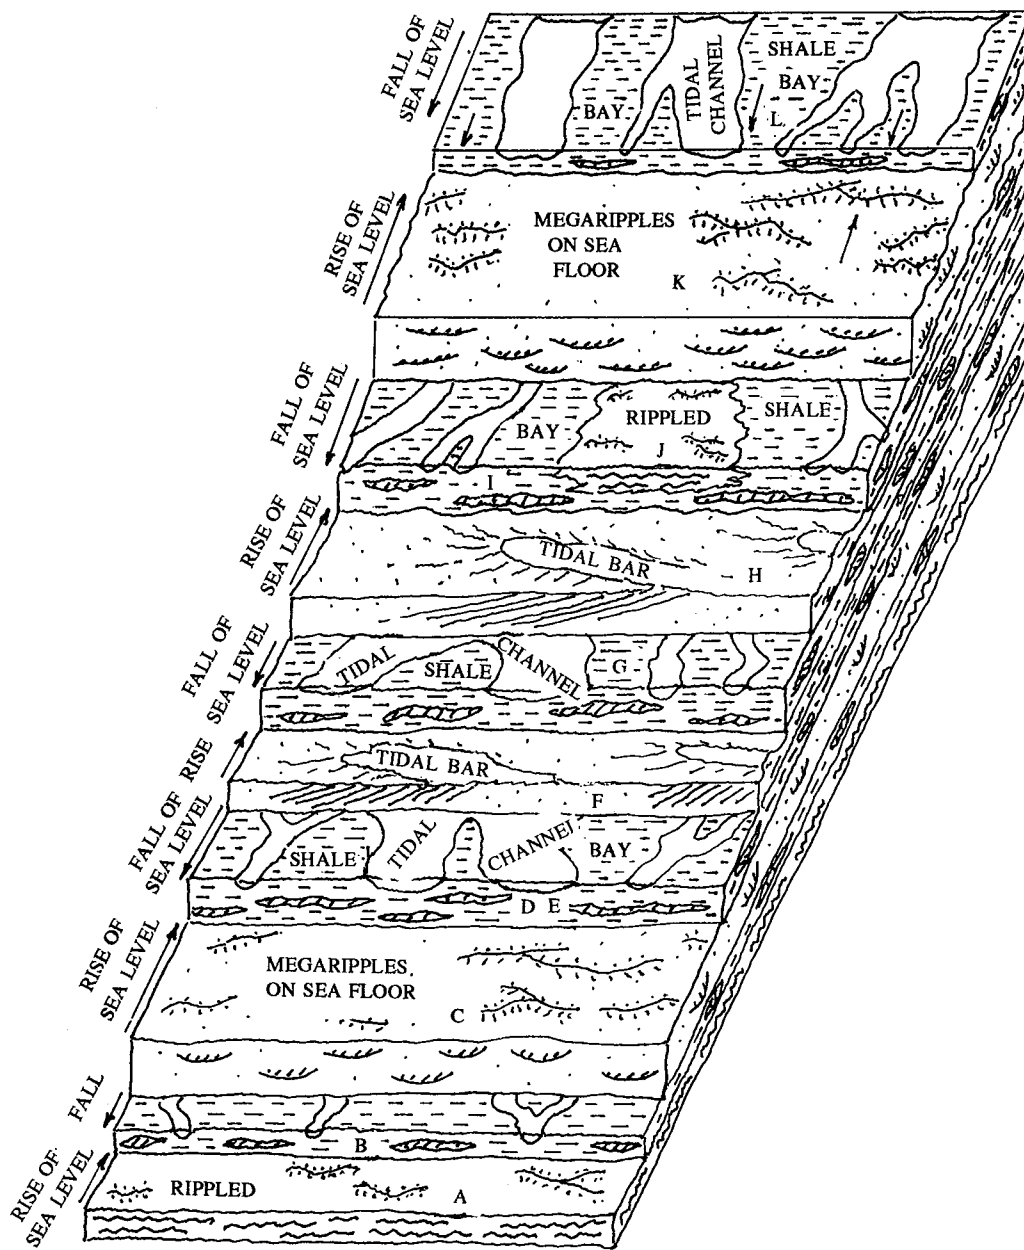 FALL OF
SEA LEVEL
SHALE
BAY
TIDAL
CHANNEL
BAY
L
RISE OF
SEA LEVEL
MEGARIPPLES
ON SEA
FLOOR
K
FALL OF
SEA LEVEL
BAY
RIPPLED
J
SHALE
I
RISE OF
SEA LEVEL
TIDAL BAR
H
FALL OF
SEA LEVEL
TIDAL
SHALE
CHANNEL
G
RISE
TIDAL BAR
F
FALL OF
SEA LEVEL
SHALE
TIDAL
CHANNEL
BAY
D E
RISE OF
SEA LEVEL
MEGARIPPLES
ON SEA FLOOR
C
FALL
B
RISE OF
SEA LEVEL
RIPPLED
A